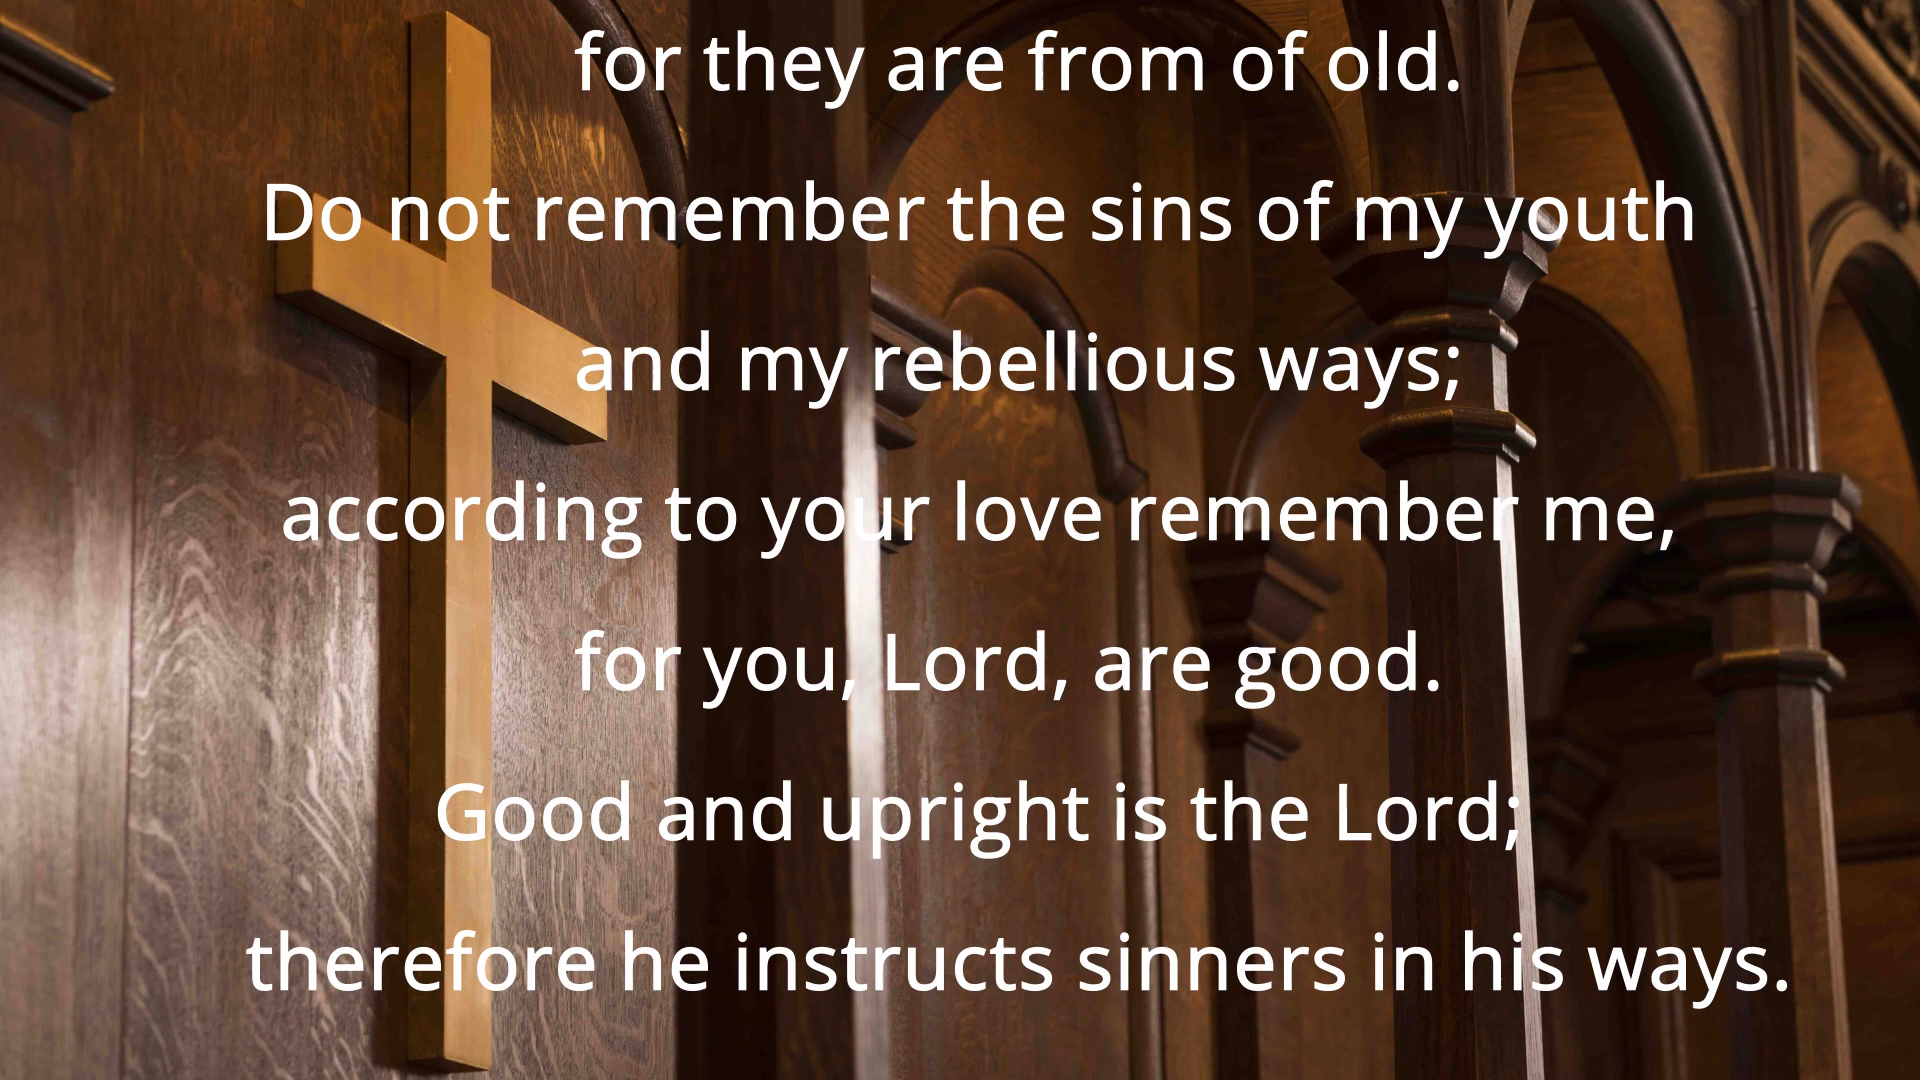 for they are from of old.
Do not remember the sins of my youth
and my rebellious ways;
according to your love remember me,
for you, Lord, are good.
Good and upright is the Lord;
therefore he instructs sinners in his ways.